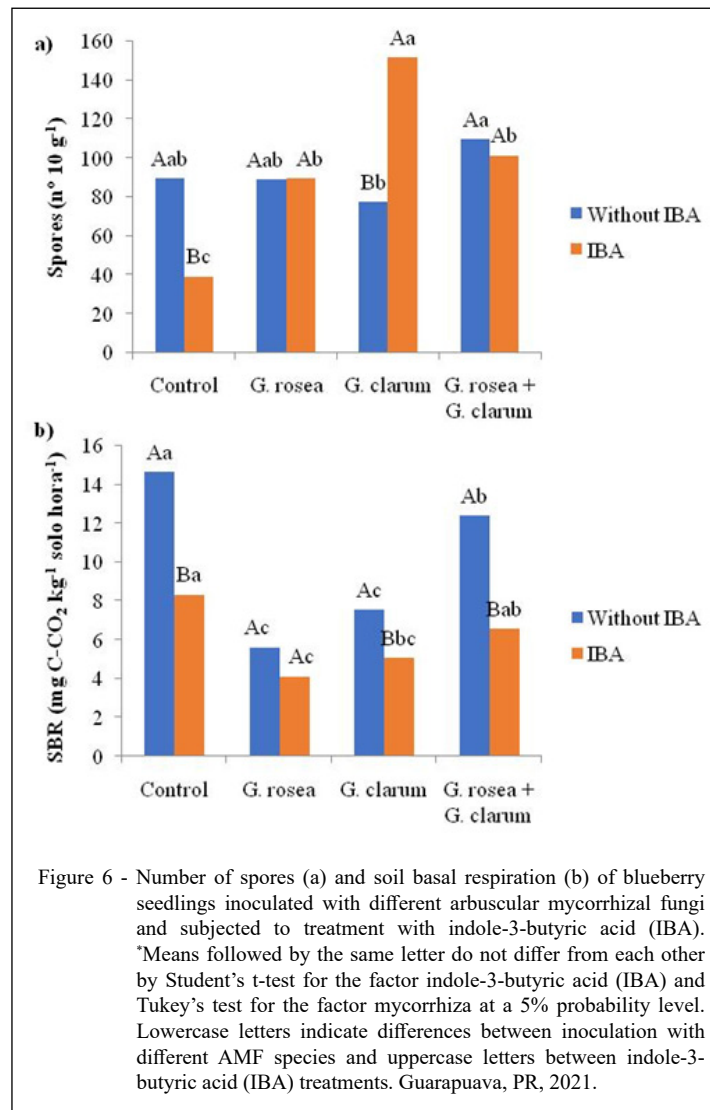 a)
Spores (n° 10 g⁻¹)
160
140
120
100
80
60
40
20
0
Aab
Bc
Aab
Ab
Bb
Aa
Aa
Ab
Without IBA
IBA
Control
G. rosea
G. clarum
G. rosea +
G. clarum
b)
SBR (mg C-CO₂ kg⁻¹ solo hora⁻¹)
16
14
12
10
8
6
4
2
0
Aa
Ba
Ac
Ac
Ac
Bbc
Ab
Bab
Without IBA
IBA
Control
G. rosea
G. clarum
G. rosea +
G. clarum
Figure 6 - Number of spores (a) and soil basal respiration (b) of blueberry
seedlings inoculated with different arbuscular mycorrhizal fungi
and subjected to treatment with indole-3-butyric acid (IBA).
*Means followed by the same letter do not differ from each other
by Student’s t-test for the factor indole-3-butyric acid (IBA) and
Tukey’s test for the factor mycorrhiza at a 5% probability level.
Lowercase letters indicate differences between inoculation with
different AMF species and uppercase letters between indole-3-
butyric acid (IBA) treatments. Guarapuava, PR, 2021.